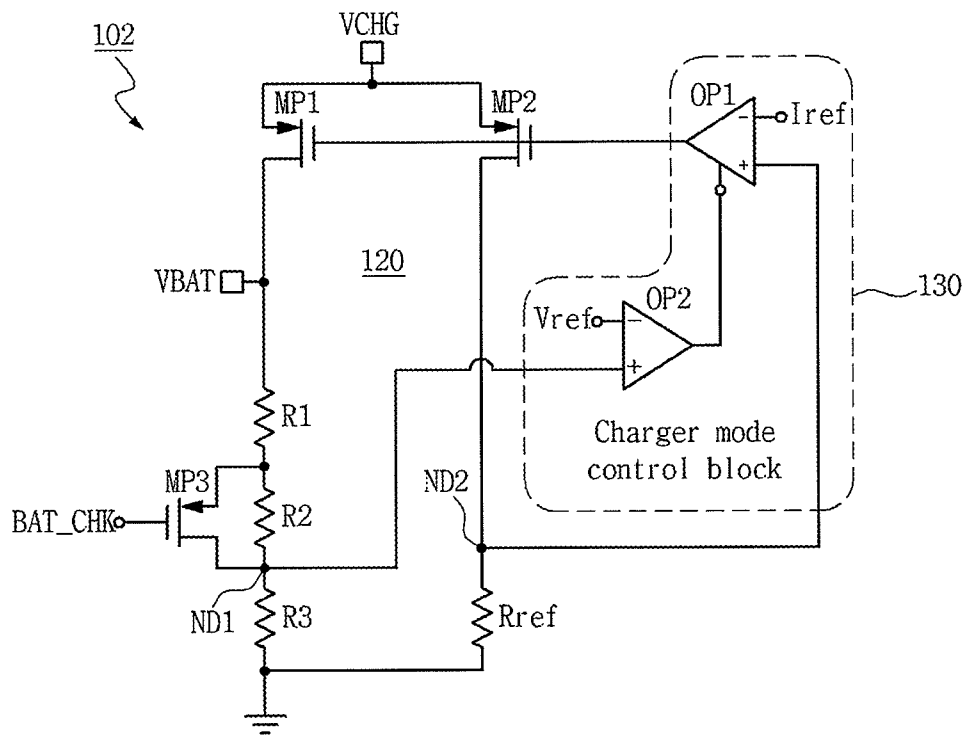 102
VCHG
MP1
MP2
OP1
−
Iref
+
VBAT
120
130
OP2
Vref
−
+
R1
Charger mode
control block
MP3
ND2
BAT_CHK
R2
ND1
R3
Rref